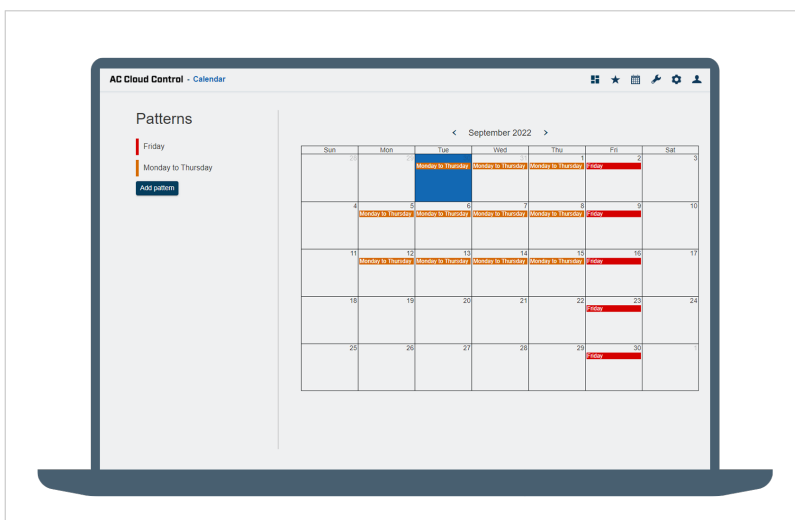 AC Cloud Control - Calendar
Patterns
Friday
Monday to Thursday
Add pattern
< September 2022 >
Sun Mon Tue Wed Thu Fri Sat
29 31 1 2 3
Monday to Thursday Monday to Thursday Monday to Thursday Friday
4 5 6 7 8 9 10
Monday to Thursday Monday to Thursday Monday to Thursday Monday to Thursday Friday
11 12 13 14 15 16 17
Monday to Thursday Monday to Thursday Monday to Thursday Monday to Thursday Friday
18 19 20 21 22 23 24
Friday
25 26 27 28 29 30 1
Friday